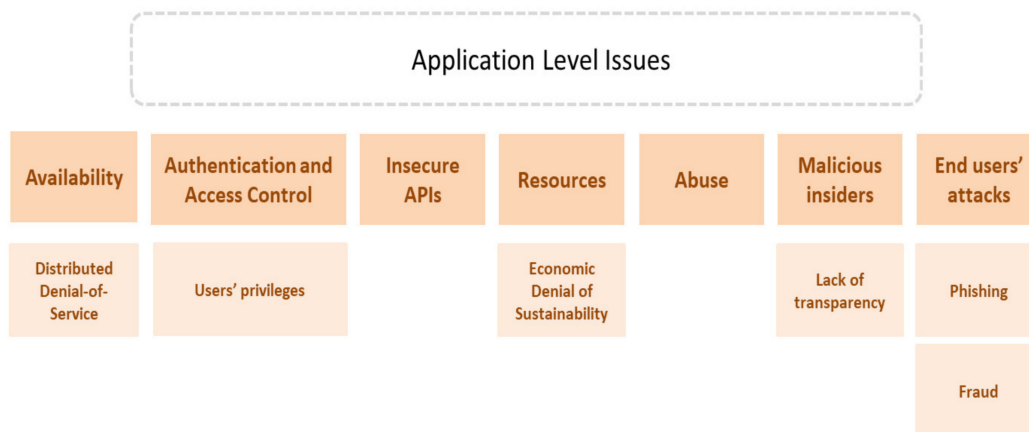 Application Level Issues
Availability
Authentication and
Access Control
Insecure
APIs
Resources
Abuse
Malicious
insiders
End users'
attacks
Distributed
Denial-of-
Service
Users' privileges
Economic
Denial of
Sustainability
Lack of
transparency
Phishing
Fraud